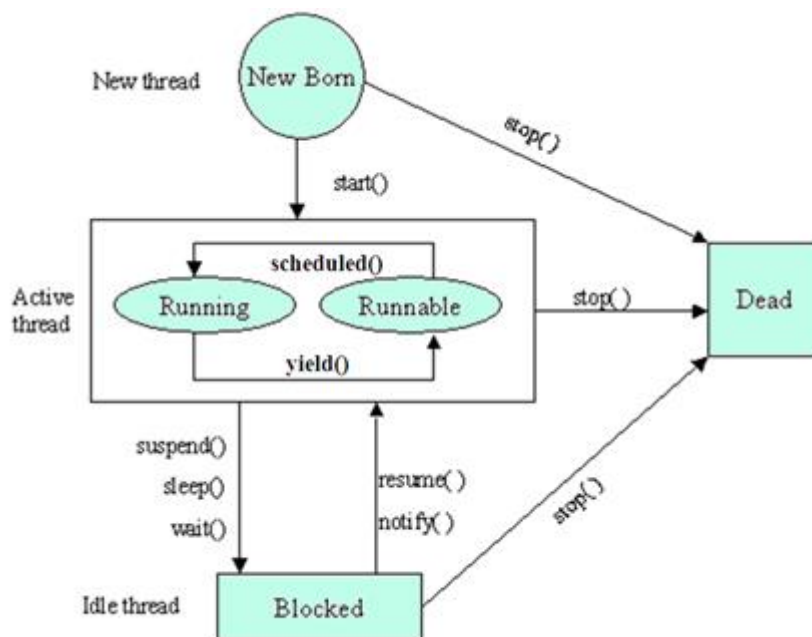 New Born
New thread
stop( )
start()
scheduled()
Active
thread
Running
Runnable
stop( )
Dead
yield()
suspend()
sleep()
wait()
resume( )
notify( )
stop( )
Idle thread
Blocked